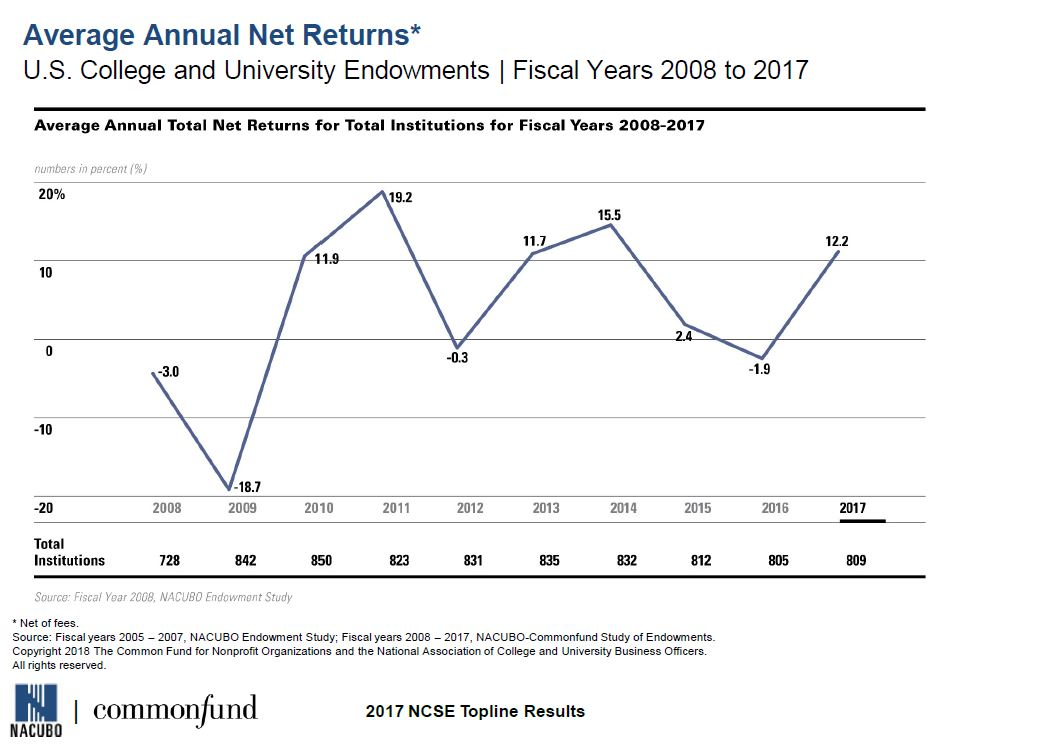 Average Annual Net Returns*
U.S. College and University Endowments | Fiscal Years 2008 to 2017
Average Annual Total Net Returns for Total Institutions for Fiscal Years 2008-2017
numbers in percent (%)
20%
10
0
-10
-20
-3.0
-18.7
11.9
19.2
-0.3
11.7
15.5
2.4
-1.9
12.2
2008 2009 2010 2011 2012 2013 2014 2015 2016 2017
Total
Institutions 728 842 850 823 831 835 832 812 805 809
Source: Fiscal Year 2008, NACUBO Endowment Study
* Net of fees.
Source: Fiscal years 2005 – 2007, NACUBO Endowment Study; Fiscal years 2008 – 2017, NACUBO-Commonfund Study of Endowments.
Copyright 2018 The Common Fund for Nonprofit Organizations and the National Association of College and University Business Officers.
All rights reserved.
NACUBO | commonfund
2017 NCSE Topline Results